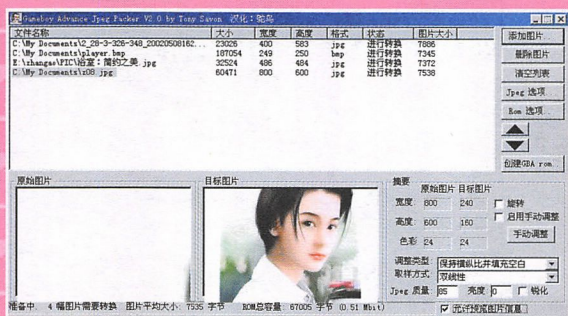 Gameboy Advance Jpeg Packer V2.0 by Tony Savon 汉化：鸵鸟
文件名称 大小 宽度 高度 格式 状态 图片大小
C:\My Documents\2_28-3-326-348_20020508162... 23026 400 583 jpg 进行转换 7886
C:\My Documents\player.bmp 187054 249 250 bmp 进行转换 7345
E:\zhangao\PIC\浴室：简约之美.jpg 32524 486 484 jpg 进行转换 7372
C:\My Documents\z08.jpg 60471 800 600 jpg 进行转换 7538
添加图片...
删除图片
清空列表
Jpeg 选项...
Rom 选项...
创建GBA rom...
原始图片
目标图片
摘要
原始图片 目标图片
宽度: 800 240
高度: 600 160
色彩 24 24
旋转
启用手动调整
手动调整
调整类型: 保持横纵比并填充空白
取样方式: 双线性
Jpeg 质量: 85 亮度: 0 锐化
准备中. 4 幅图片需要转换 图片平均大小: 7535 字节 ROM总容量: 67005 字节 (0.51 Mbit)
允许预览图片信息